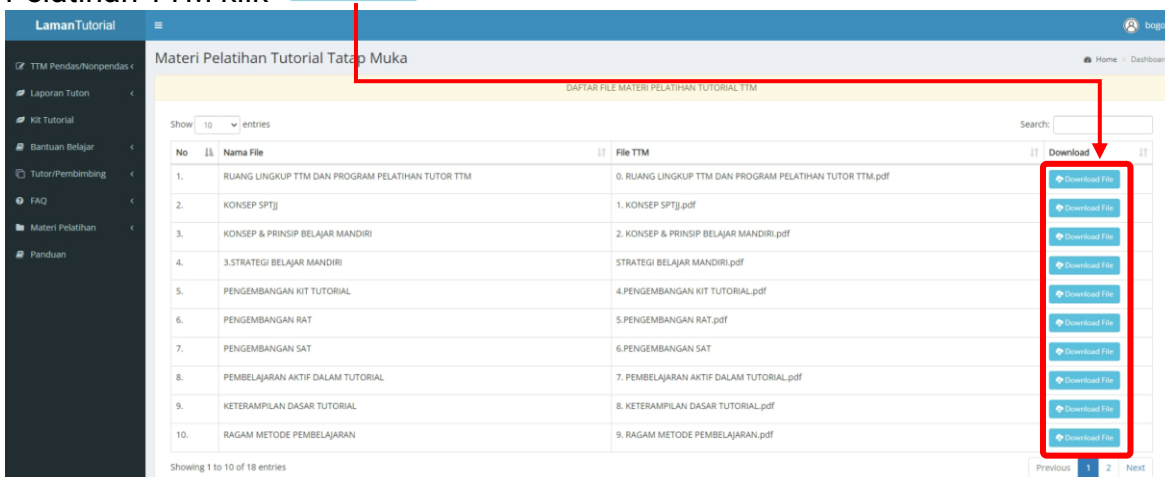 Pelatihan TTM klik
LamanTutorial
bogo
TTM Pendas/Nonpendas
Laporan Tuton
Kit Tutorial
Bantuan Belajar
Tutor/Pembimbing
FAQ
Materi Pelatihan
Panduan
Materi Pelatihan Tutorial Tatap Muka
Home > Dashboar
DAFTAR FILE MATERI PELATIHAN TUTORIAL TTM
Show 10 entries Search:
No Nama File File TTM Download
1. RUANG LINGKUP TTM DAN PROGRAM PELATIHAN TUTOR TTM 0. RUANG LINGKUP TTM DAN PROGRAM PELATIHAN TUTOR TTM.pdf Download File
2. KONSEP SPTJJ 1. KONSEP SPTJJ.pdf Download File
3. KONSEP & PRINSIP BELAJAR MANDIRI 2. KONSEP & PRINSIP BELAJAR MANDIRI.pdf Download File
4. 3.STRATEGI BELAJAR MANDIRI STRATEGI BELAJAR MANDIRI.pdf Download File
5. PENGEMBANGAN KIT TUTORIAL 4.PENGEMBANGAN KIT TUTORIAL.pdf Download File
6. PENGEMBANGAN RAT 5.PENGEMBANGAN RAT.pdf Download File
7. PENGEMBANGAN SAT 6.PENGEMBANGAN SAT Download File
8. PEMBELAJARAN AKTIF DALAM TUTORIAL 7. PEMBELAJARAN AKTIF DALAM TUTORIAL.pdf Download File
9. KETERAMPILAN DASAR TUTORIAL 8. KETERAMPILAN DASAR TUTORIAL.pdf Download File
10. RAGAM METODE PEMBELAJARAN 9. RAGAM METODE PEMBELAJARAN.pdf Download File
Showing 1 to 10 of 18 entries Previous 1 2 Next